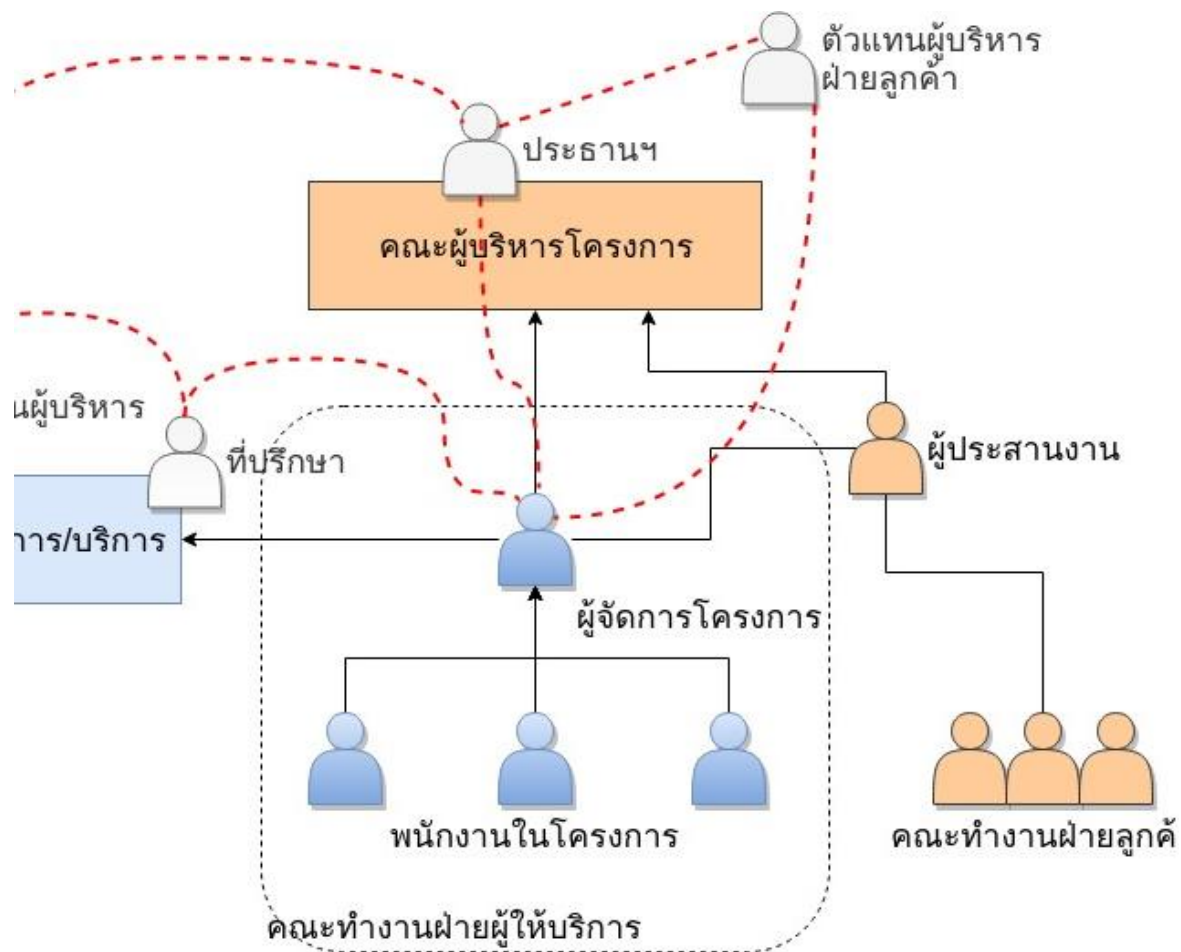 ตัวแทนผู้บริหาร
ฝ่ายลูกค้า
ประธานฯ
คณะผู้บริหารโครงการ
นผู้บริหาร
ที่ปรึกษา
ผู้ประสานงาน
การ/บริการ
ผู้จัดการโครงการ
พนักงานในโครงการ
คณะทำงานฝ่ายลูกค้
คณะทำงานฝ่ายผู้ให้บริการ